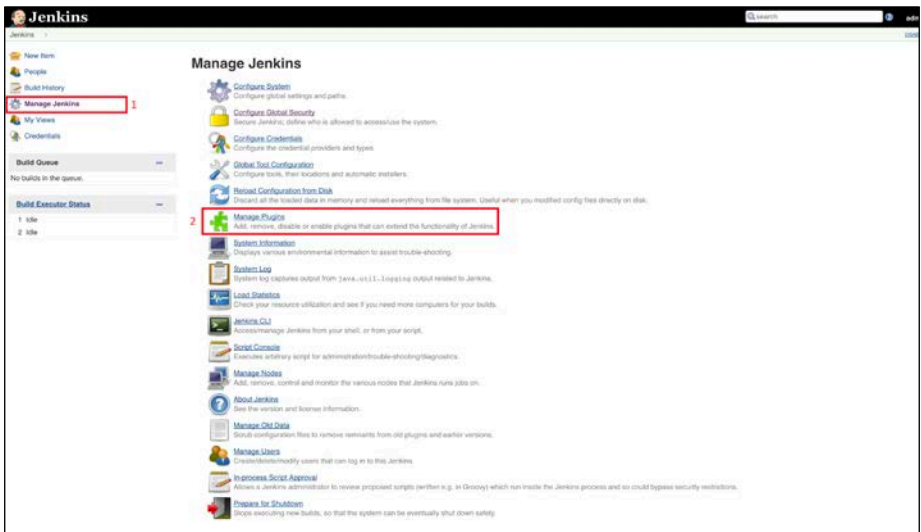 Jenkins
search
Jenkins
New Item
People
Build History
Manage Jenkins
1
My Views
Credentials
Build Queue
No builds in the queue.
Build Executor Status
1 Idle
2 Idle
Manage Jenkins
Configure System
Configure global settings and paths.
Configure Global Security
Secure Jenkins; define who is allowed to access/use the system.
Configure Credentials
Configure the credential providers and types
Global Tool Configuration
Configure tools, their locations and automatic installers.
Reload Configuration from Disk
Discard all the loaded data in memory and reload everything from file system. Useful when you modified config files directly on disk.
2
Manage Plugins
Add, remove, disable or enable plugins that can extend the functionality of Jenkins.
System Information
Displays various environmental information to assist trouble-shooting.
System Log
System log captures output from java.util.logging output related to Jenkins.
Load Statistics
Check your resource utilization and see if you need more computers for your builds.
Jenkins CLI
Access/manage Jenkins from your shell, or from your script.
Script Console
Executes arbitrary script for administration/trouble-shooting/diagnostics.
Manage Nodes
Add, remove, control and monitor the various nodes that Jenkins runs jobs on.
About Jenkins
See the version and license information.
Manage Old Data
Scrub configuration files to remove remnants from old plugins and earlier versions.
Manage Users
Create/delete/modify users that can log in to this Jenkins
In-process Script Approval
Allows a Jenkins administrator to review proposed scripts (written e.g. in Groovy) which run inside the Jenkins process and so could bypass security restrictions.
Prepare for Shutdown
Stops executing new builds, so that the system can be eventually shut down safely.